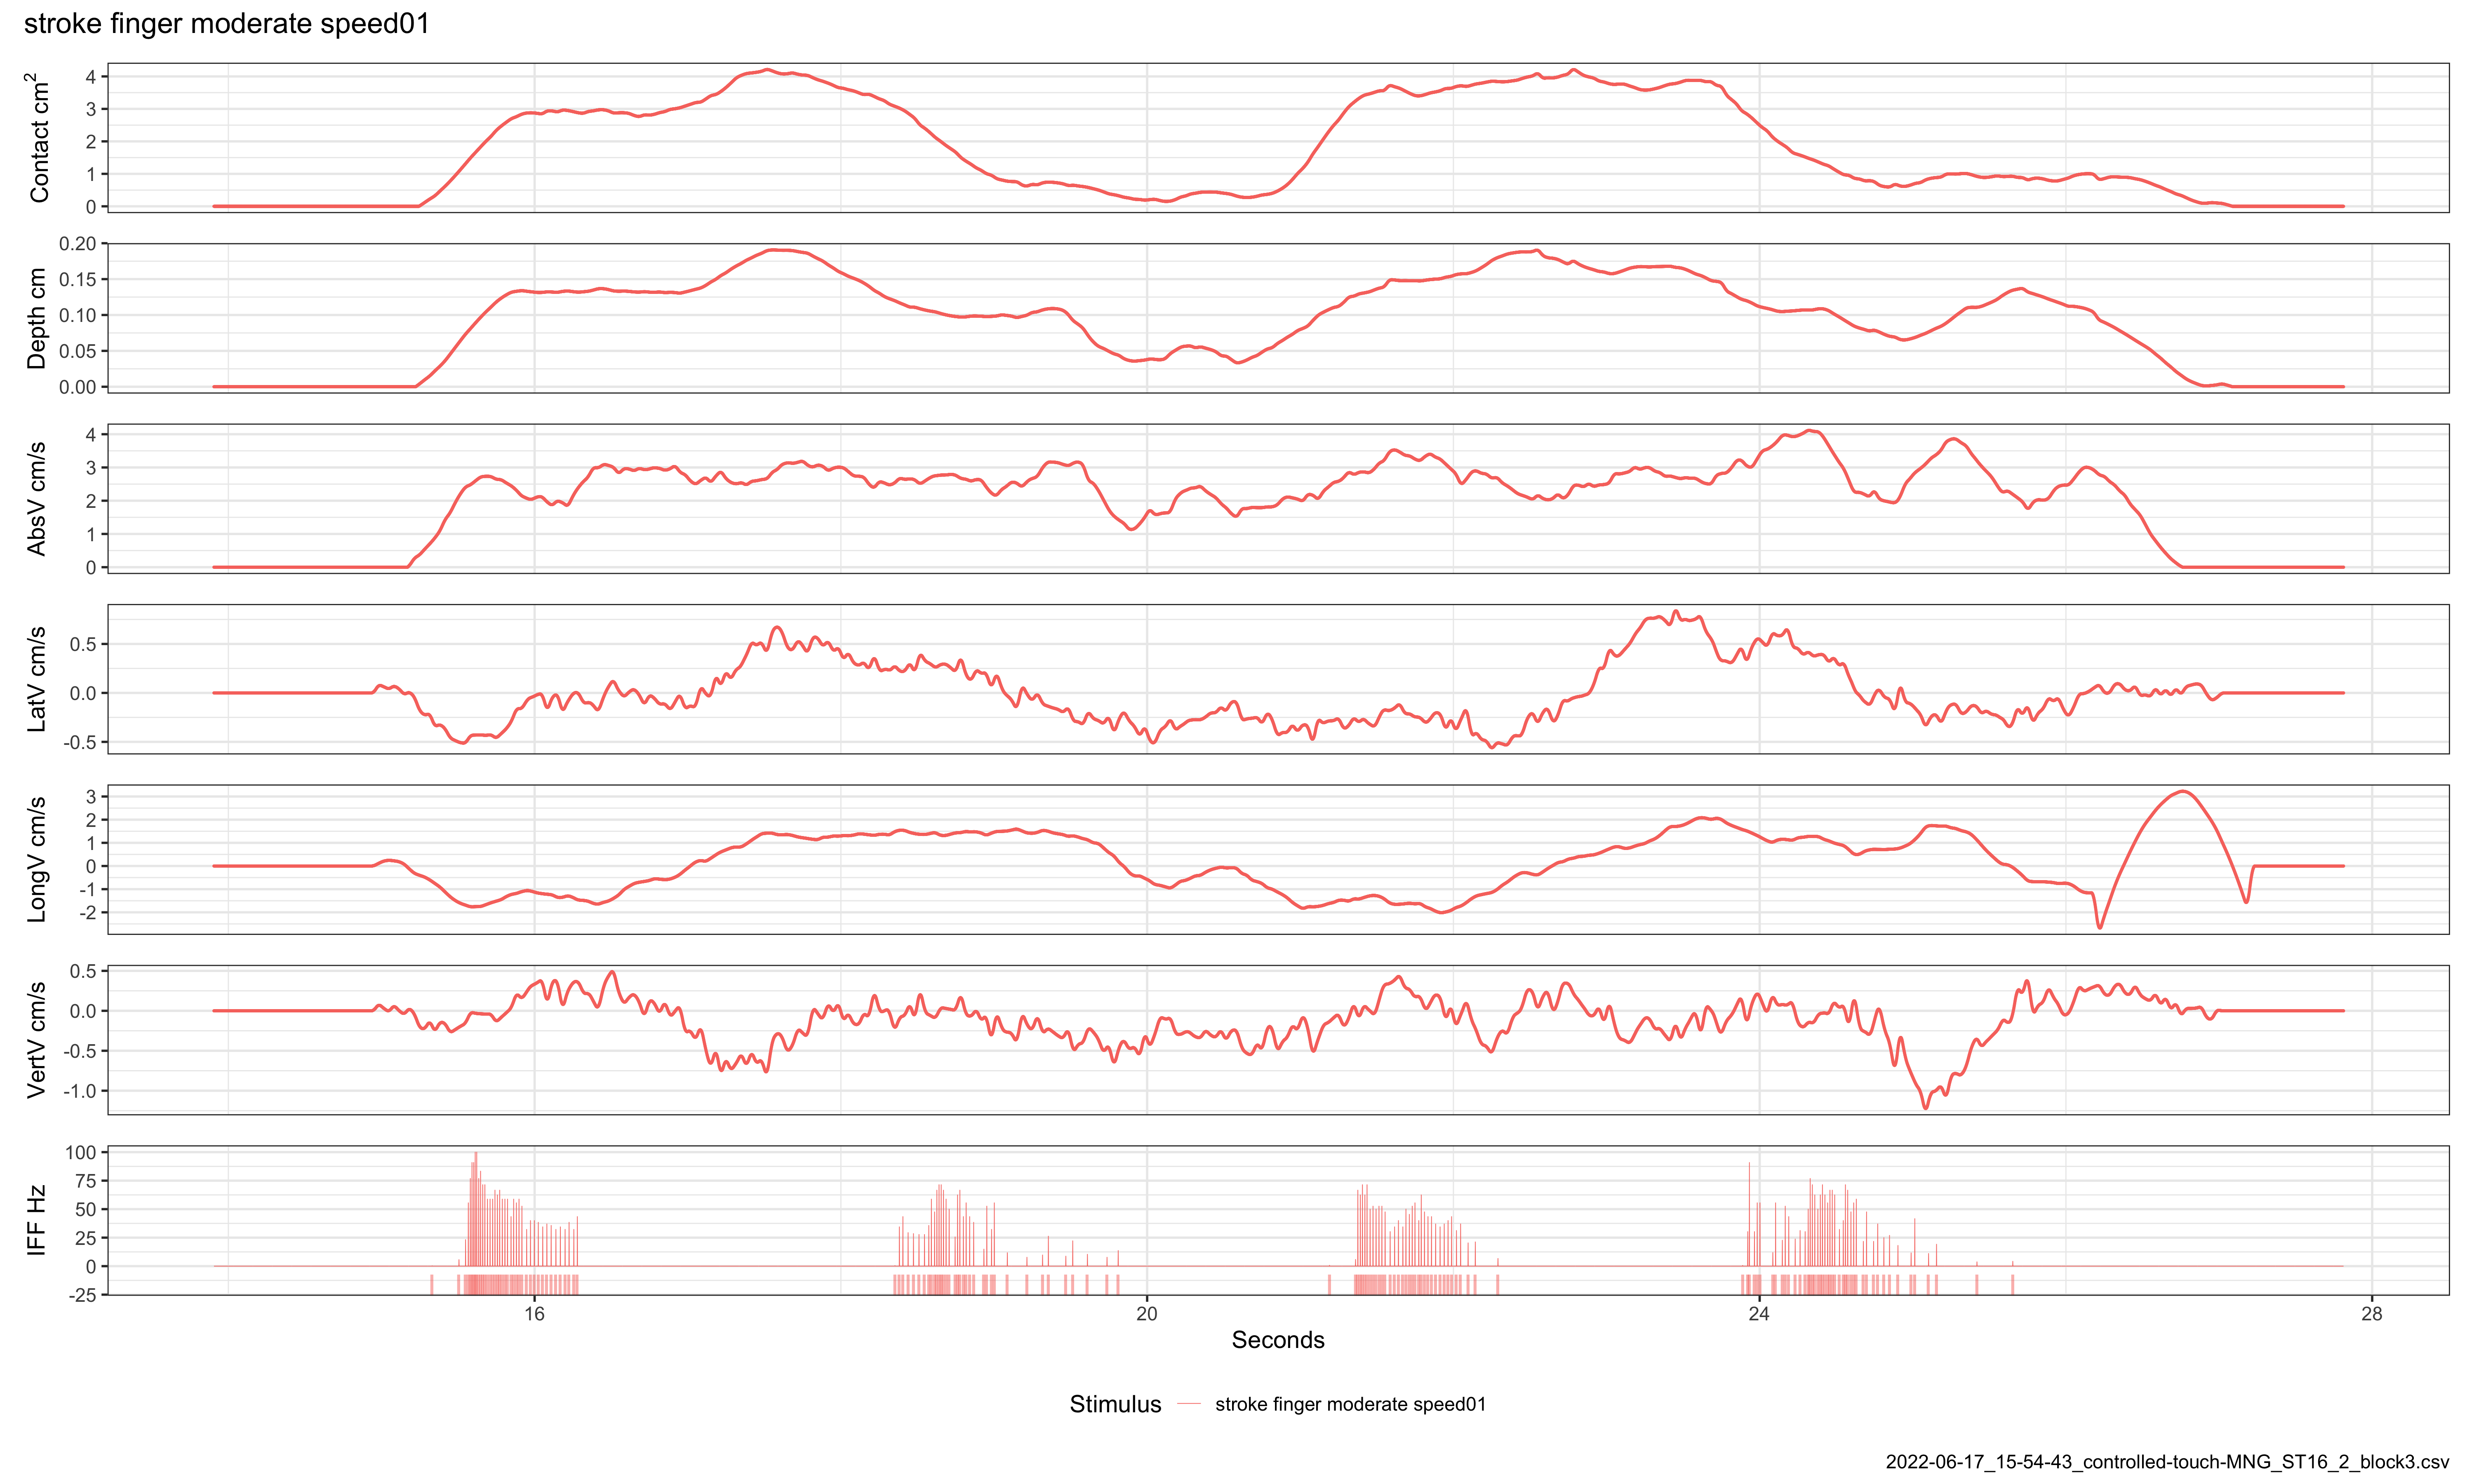 stroke finger moderate speed01
Contact cm²
4
3
2
1
0
Depth cm
0.20
0.15
0.10
0.05
0.00
AbsV cm/s
4
3
2
1
0
LatV cm/s
0.5
0.0
-0.5
LongV cm/s
3
2
1
0
-1
-2
VertV cm/s
0.5
0.0
-0.5
-1.0
IFF Hz
100
75
50
25
0
-25
16 20 24 28
Seconds
Stimulus stroke finger moderate speed01
2022-06-17_15-54-43_controlled-touch-MNG_ST16_2_block3.csv